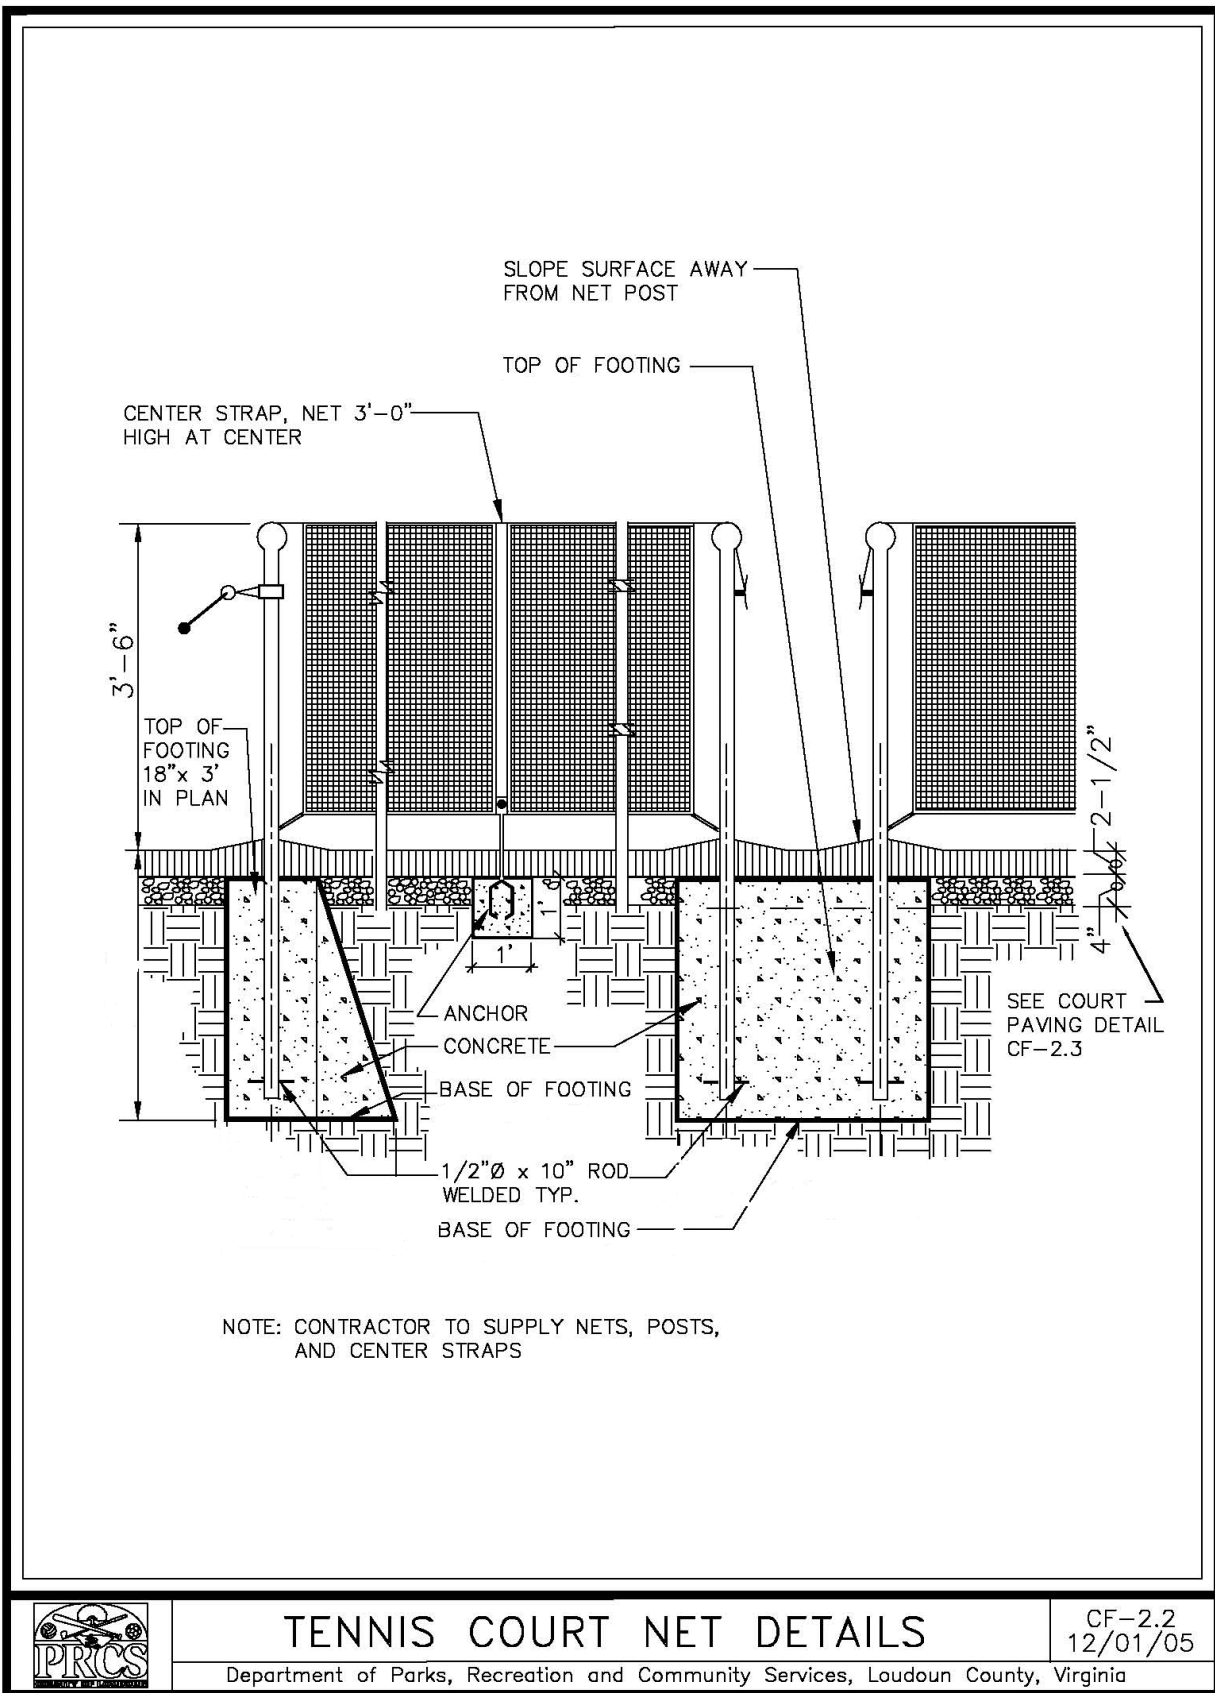 SLOPE SURFACE AWAY
FROM NET POST
TOP OF FOOTING
CENTER STRAP, NET 3'-0"
HIGH AT CENTER
3'-6"
TOP OF
FOOTING
18"x 3'
IN PLAN
2-1/2"
4"
1'
1'
ANCHOR
CONCRETE
BASE OF FOOTING
SEE COURT
PAVING DETAIL
CF-2.3
1/2"Ø x 10" ROD
WELDED TYP.
BASE OF FOOTING
NOTE: CONTRACTOR TO SUPPLY NETS, POSTS,
AND CENTER STRAPS
PRCS
TENNIS COURT NET DETAILS
CF-2.2
12/01/05
Department of Parks, Recreation and Community Services, Loudoun County, Virginia